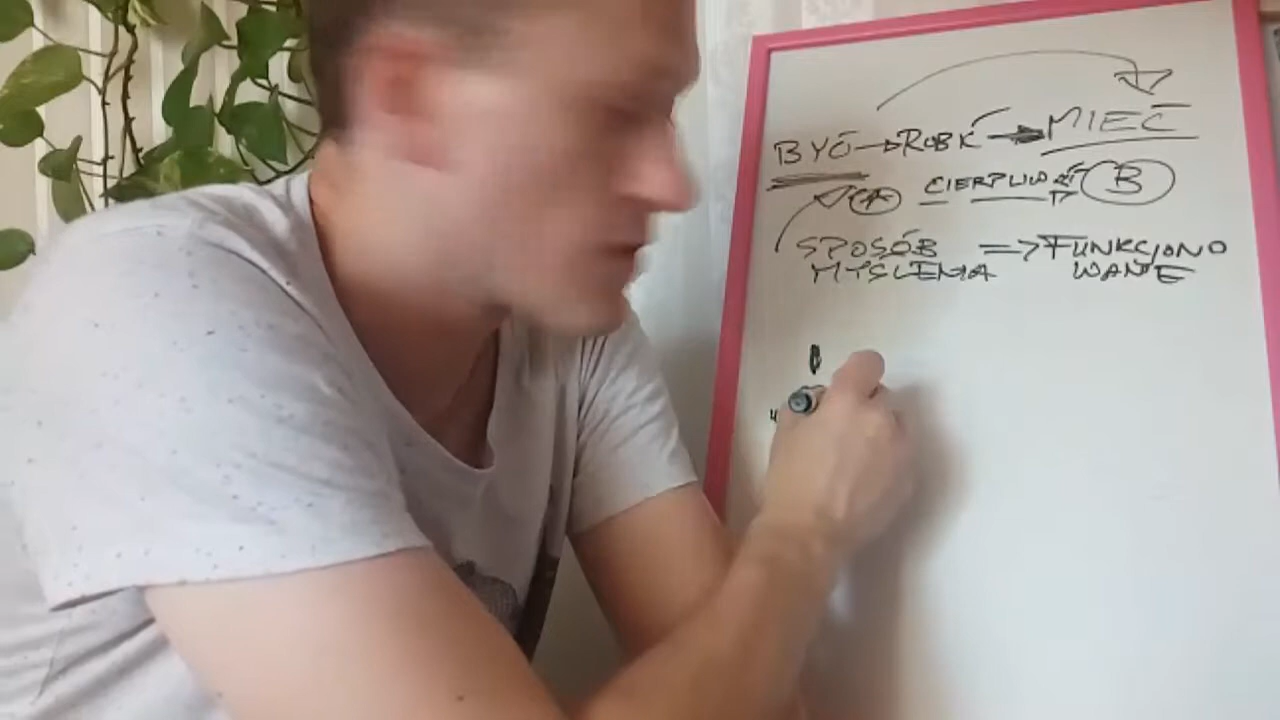 BYĆ → ROBIĆ → MIEĆ
A CIERPLIWOŚĆ B
SPOSÓB => FUNKCJONO
MYŚLENIA WANIE